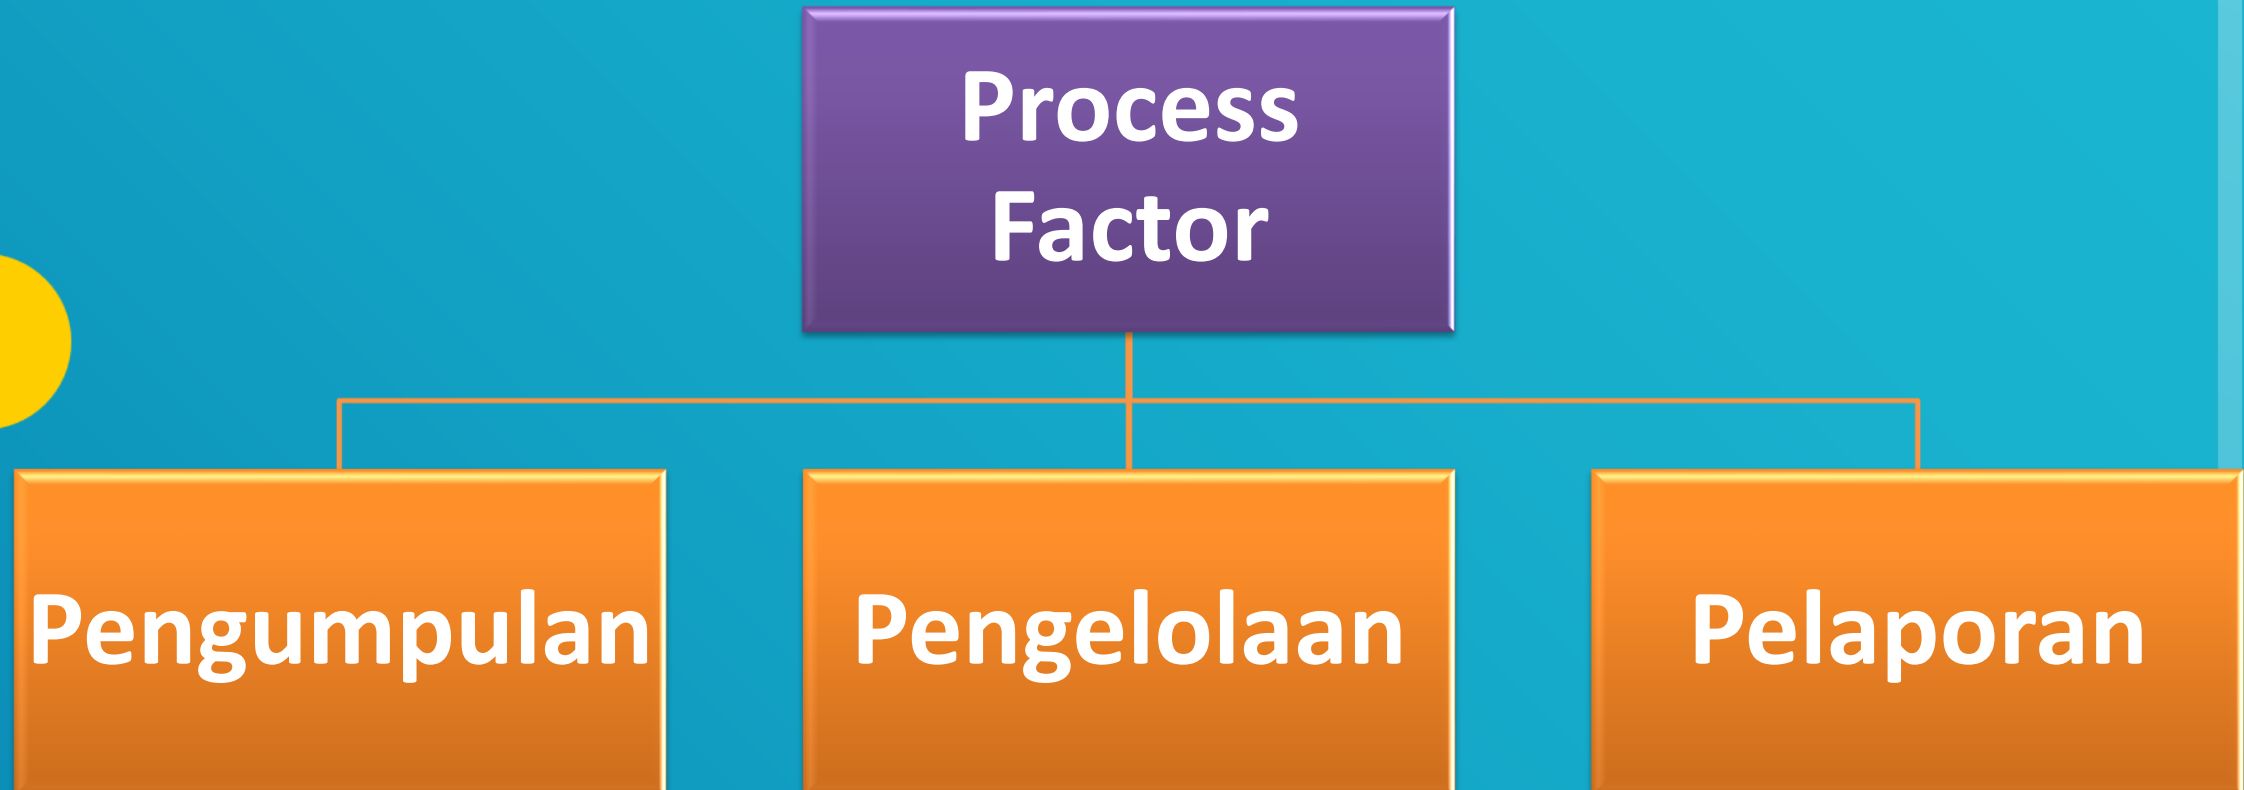 Process
Factor
Pengumpulan
Pengelolaan
Pelaporan